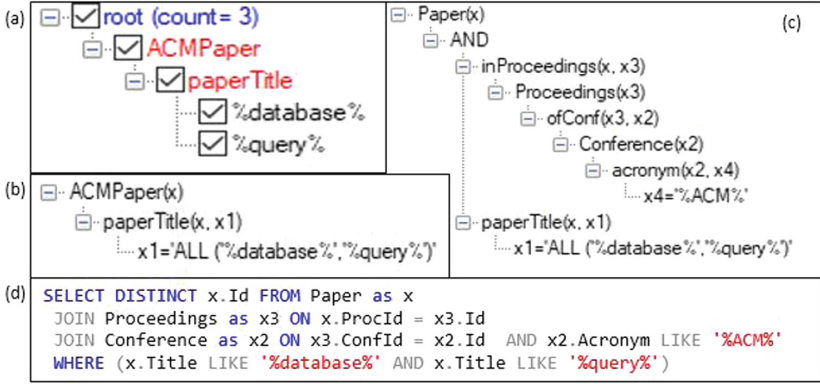 (a)
root (count= 3)
ACMPaper
paperTitle
%database%
%query%
(b)
ACMPaper(x)
paperTitle(x, x1)
x1='ALL ('%database%','%query%')'
(c)
Paper(x)
AND
inProceedings(x, x3)
Proceedings(x3)
ofConf(x3, x2)
Conference(x2)
acronym(x2, x4)
x4='%ACM%'
paperTitle(x, x1)
x1='ALL ('%database%','%query%')'
(d)
SELECT DISTINCT x.Id FROM Paper as x
JOIN Proceedings as x3 ON x.ProcId = x3.Id
JOIN Conference as x2 ON x3.ConfId = x2.Id AND x2.Acronym LIKE '%ACM%'
WHERE (x.Title LIKE '%database%' AND x.Title LIKE '%query%')